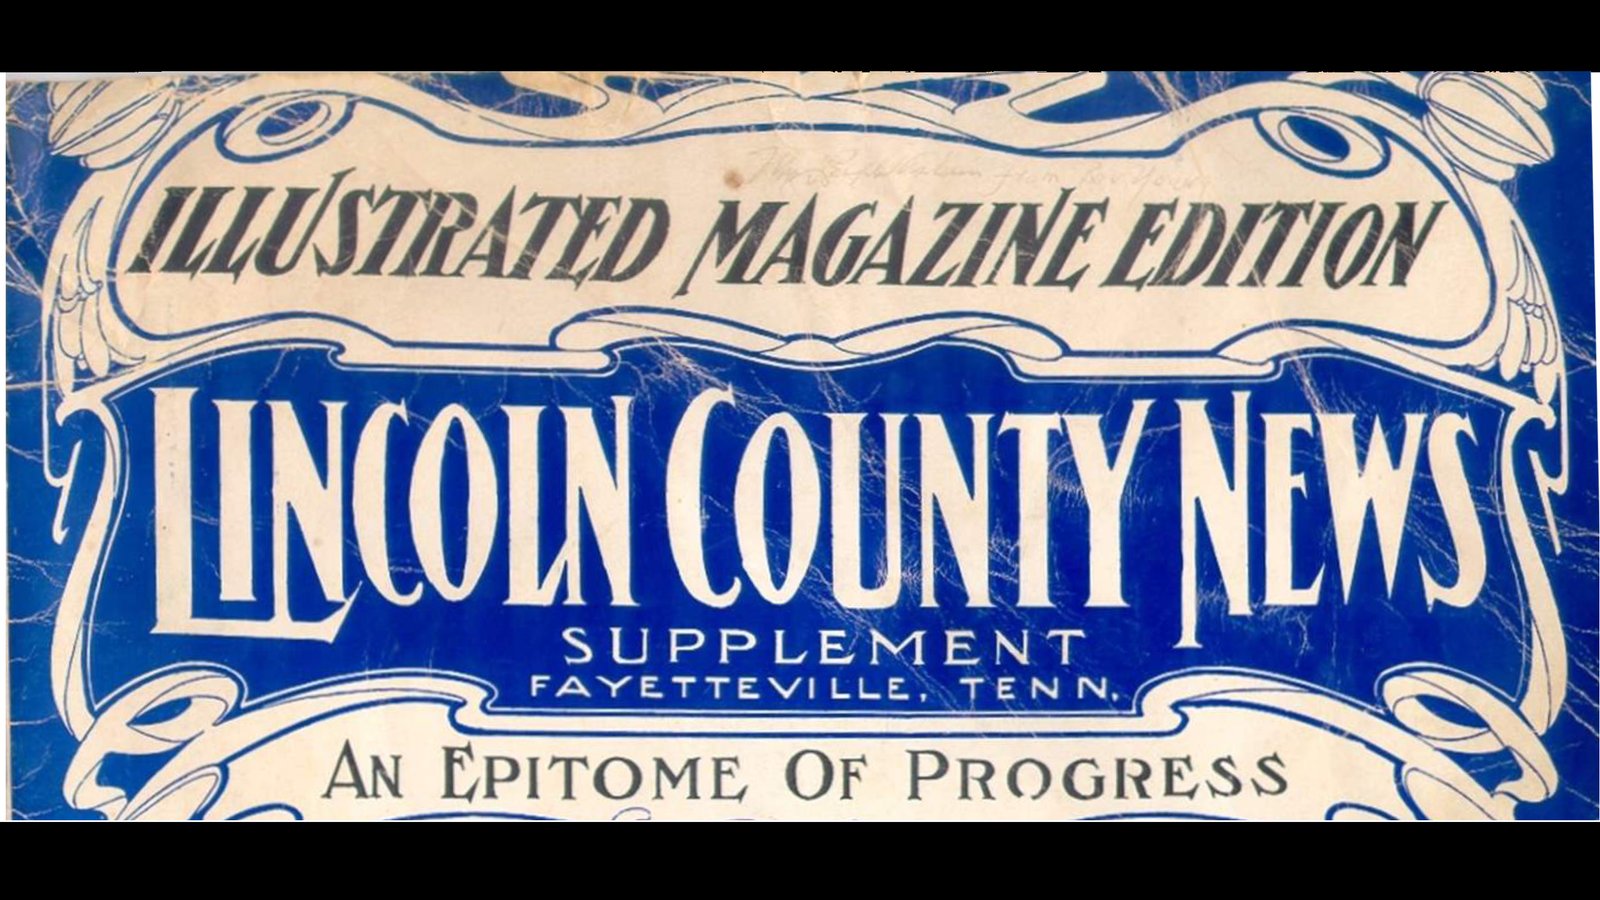 ILLUSTRATED MAGAZINE EDITION
LINCOLN COUNTY NEWS
SUPPLEMENT
FAYETTEVILLE, TENN.
AN EPITOME OF PROGRESS